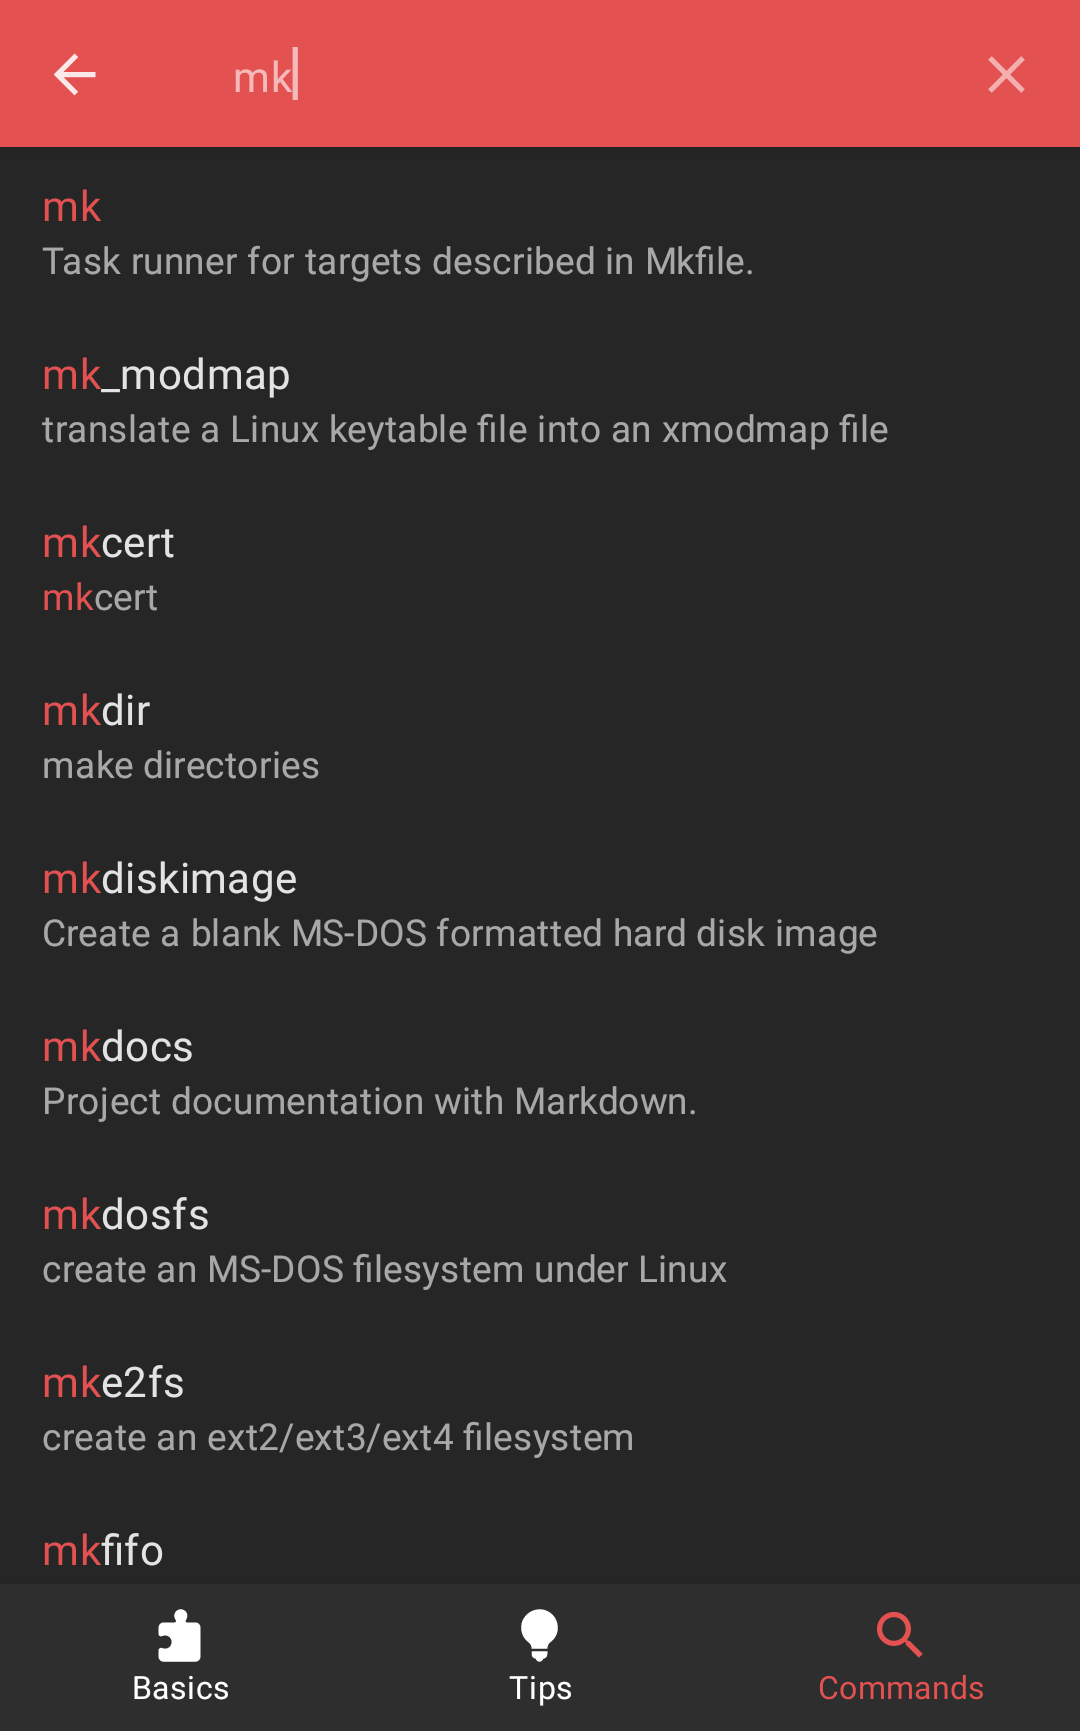 mk
mk
Task runner for targets described in Mkfile.
mk_modmap
translate a Linux keytable file into an xmodmap file
mkcert
mkcert
mkdir
make directories
mkdiskimage
Create a blank MS-DOS formatted hard disk image
mkdocs
Project documentation with Markdown.
mkdosfs
create an MS-DOS filesystem under Linux
mke2fs
create an ext2/ext3/ext4 filesystem
mkfifo
Basics
Tips
Commands